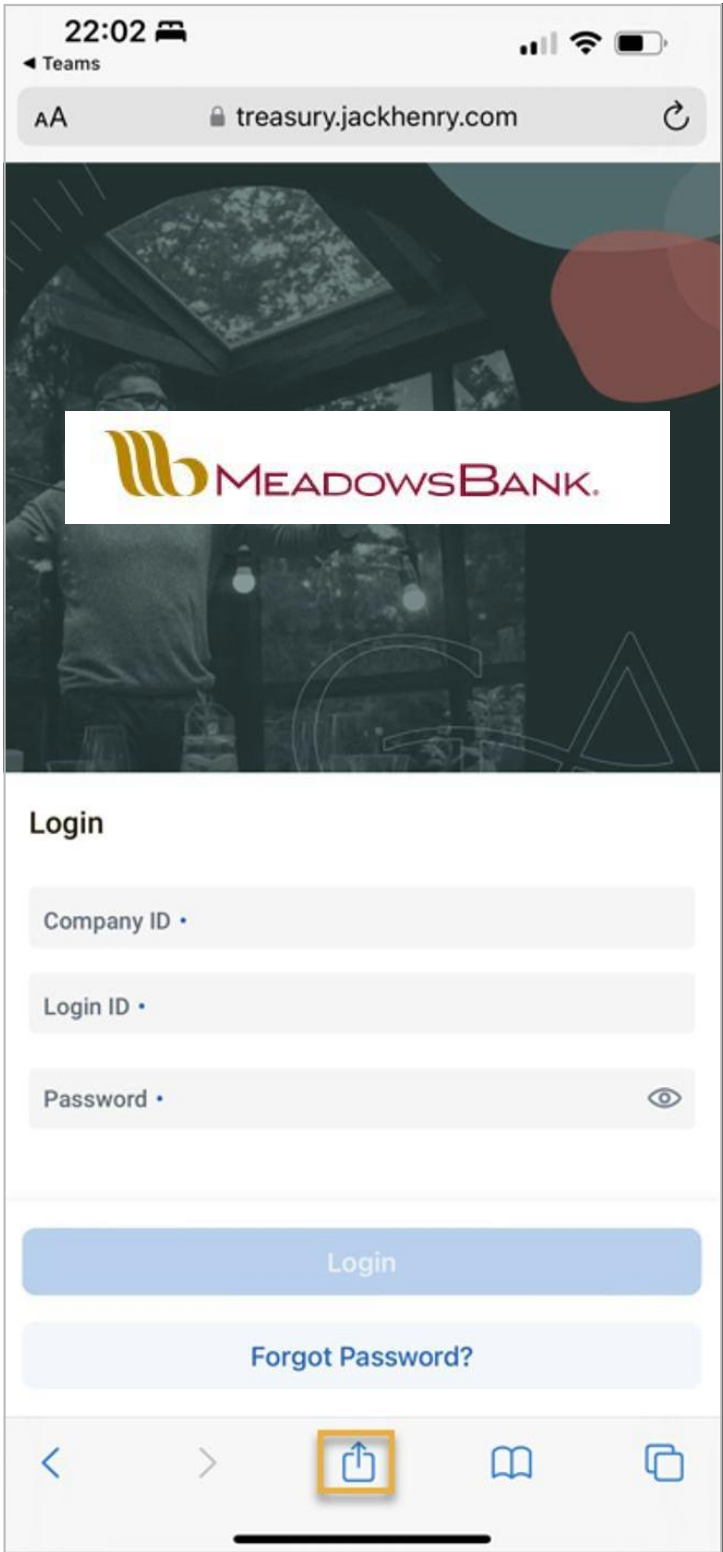 22:02
◀ Teams
AA treasury.jackhenry.com
MEADOWSBANK.
Login
Company ID •
Login ID •
Password •
Login
Forgot Password?